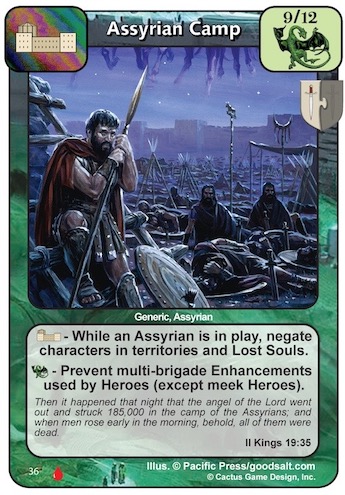 Assyrian Camp
9/12
Generic, Assyrian
- While an Assyrian is in play, negate
characters in territories and Lost Souls.
- Prevent multi-brigade Enhancements
used by Heroes (except meek Heroes).
Then it happened that night that the angel of the Lord went
out and struck 185,000 in the camp of the Assyrians; and
when men rose early in the morning, behold, all of them were
dead.
II Kings 19:35
36
Illus. © Pacific Press/goodsalt.com
© Cactus Game Design, Inc.